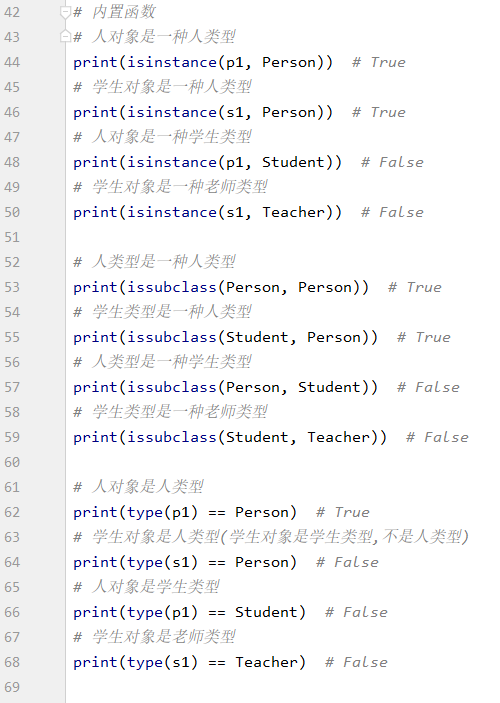 42 # 内置函数
43 # 人对象是一种人类型
44 print(isinstance(p1, Person))  # True
45 # 学生对象是一种人类型
46 print(isinstance(s1, Person))  # True
47 # 人对象是一种学生类型
48 print(isinstance(p1, Student))  # False
49 # 学生对象是一种老师类型
50 print(isinstance(s1, Teacher))  # False
51
52 # 人类型是一种人类型
53 print(issubclass(Person, Person))  # True
54 # 学生类型是一种人类型
55 print(issubclass(Student, Person))  # True
56 # 人类型是一种学生类型
57 print(issubclass(Person, Student))  # False
58 # 学生类型是一种老师类型
59 print(issubclass(Student, Teacher))  # False
60
61 # 人对象是人类型
62 print(type(p1) == Person)  # True
63 # 学生对象是人类型(学生对象是学生类型,不是人类型)
64 print(type(s1) == Person)  # False
65 # 人对象是学生类型
66 print(type(p1) == Student)  # False
67 # 学生对象是老师类型
68 print(type(s1) == Teacher)  # False
69